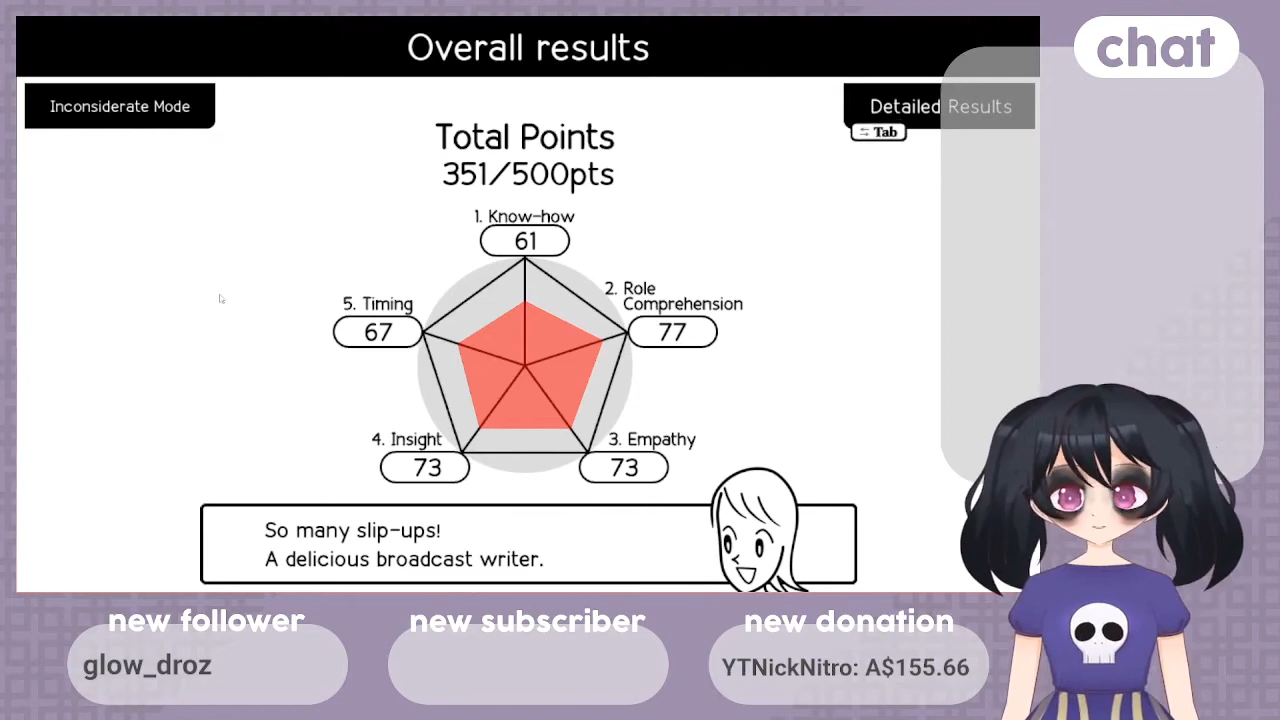 Overall results
chat
Inconsiderate Mode
Detailed Results
Tab
Total Points
351/500pts
1. Know-how
61
2. Role
Comprehension
77
5. Timing
67
4. Insight
73
3. Empathy
73
So many slip-ups!
A delicious broadcast writer.
new follower
new subscriber
new donation
glow_droz
YTNickNitro: A$155.66